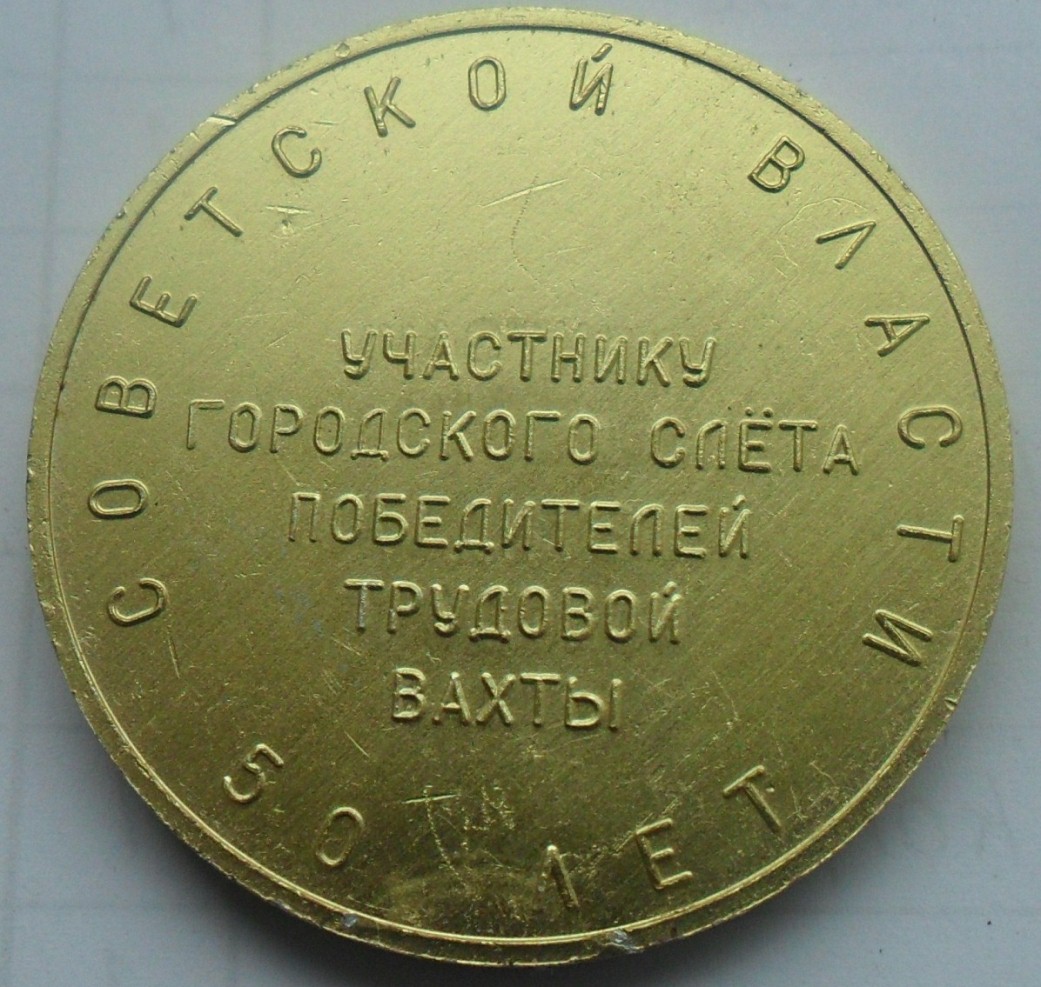 СОВЕТСКОЙ ВЛАСТИ
УЧАСТНИКУ
ГОРОДСКОГО СЛЁТА
ПОБЕДИТЕЛЕЙ
ТРУДОВОЙ
ВАХТЫ
50 ЛЕТ